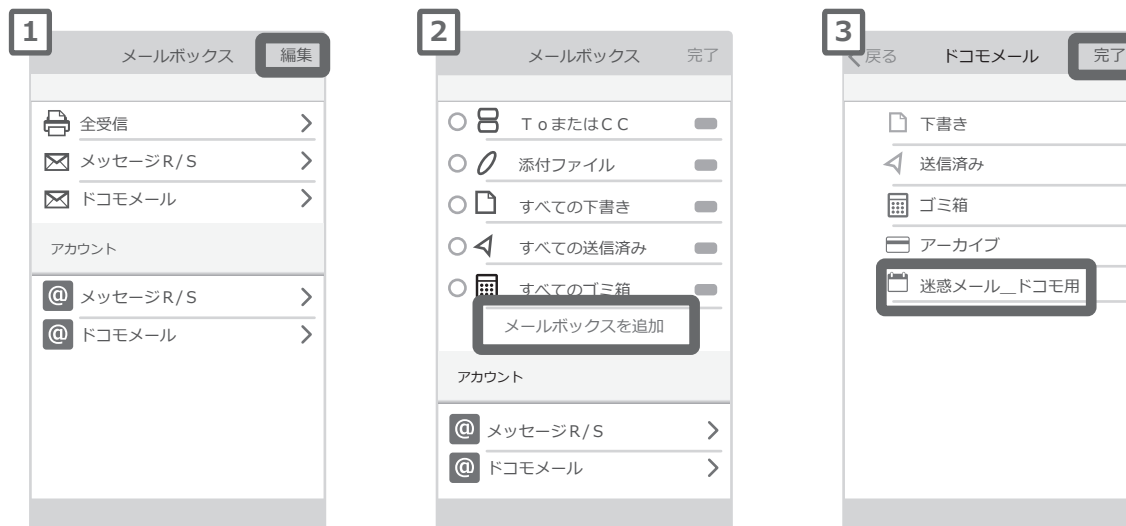 1
メールボックス 編集
全受信
メッセージR/S
ドコモメール
アカウント
@ メッセージR/S
@ ドコモメール
2
メールボックス 完了
ToまたはCC
添付ファイル
すべての下書き
すべての送信済み
すべてのゴミ箱
メールボックスを追加
アカウント
@ メッセージR/S
@ ドコモメール
3
戻る ドコモメール 完了
下書き
送信済み
ゴミ箱
アーカイブ
迷惑メール__ドコモ用